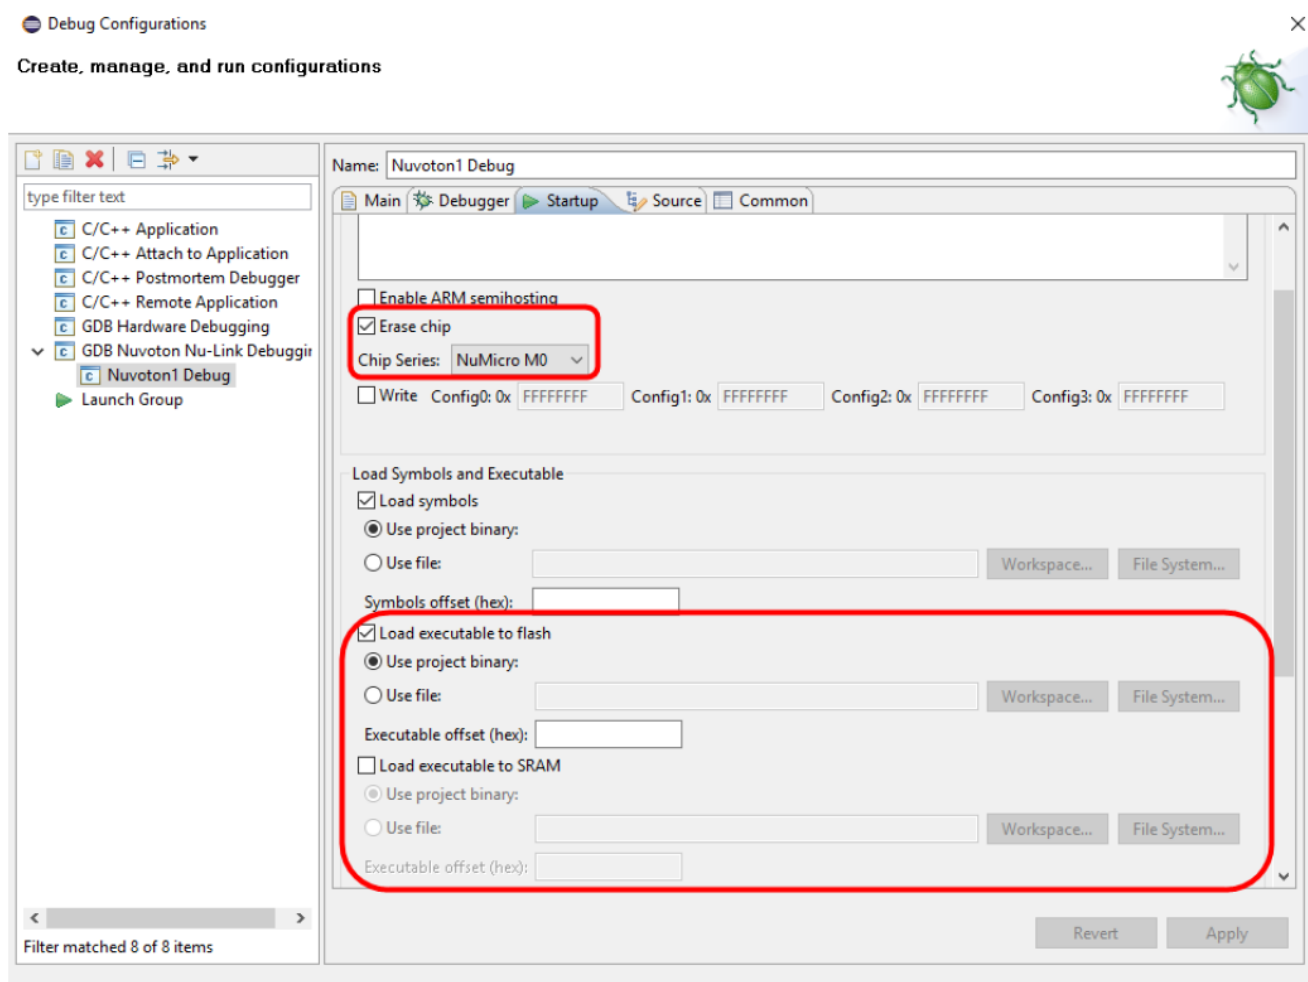 Debug Configurations
Create, manage, and run configurations
type filter text
C/C++ Application
C/C++ Attach to Application
C/C++ Postmortem Debugger
C/C++ Remote Application
GDB Hardware Debugging
GDB Nuvoton Nu-Link Debuggin
Nuvoton1 Debug
Launch Group
Filter matched 8 of 8 items
Name: Nuvoton1 Debug
Main Debugger Startup Source Common
Enable ARM semihosting
Erase chip
Chip Series: NuMicro M0
Write Config0: 0x FFFFFFFF Config1: 0x FFFFFFFF Config2: 0x FFFFFFFF Config3: 0x FFFFFFFF
Load Symbols and Executable
Load symbols
Use project binary:
Use file: Workspace... File System...
Symbols offset (hex):
Load executable to flash
Use project binary:
Use file: Workspace... File System...
Executable offset (hex):
Load executable to SRAM
Use project binary:
Use file: Workspace... File System...
Executable offset (hex):
Revert Apply